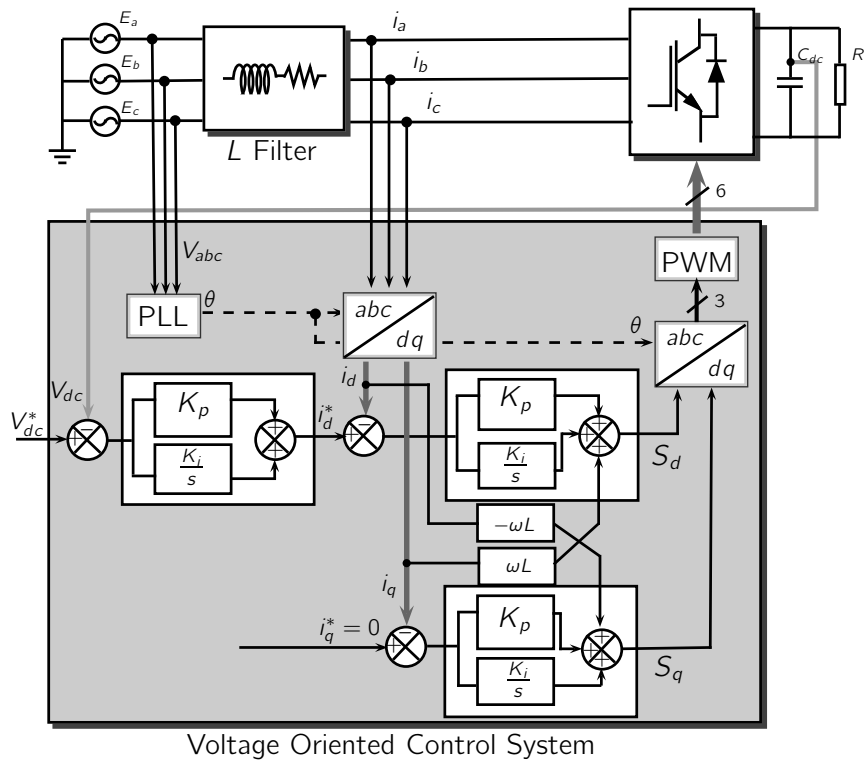 E_a
i_a
E_b
i_b
E_c
i_c
C_dc
R
L Filter
6
V_abc
PWM
3
PLL
θ
abc
dq
θ
abc
dq
V_dc
V*_dc
+
−
K_p
K_i/s
+
+
i*_d
i_d
+
−
K_p
K_i/s
+
+
+
S_d
−ωL
ωL
i_q
i*_q = 0
+
−
K_p
K_i/s
+
+
+
S_q
Voltage Oriented Control System